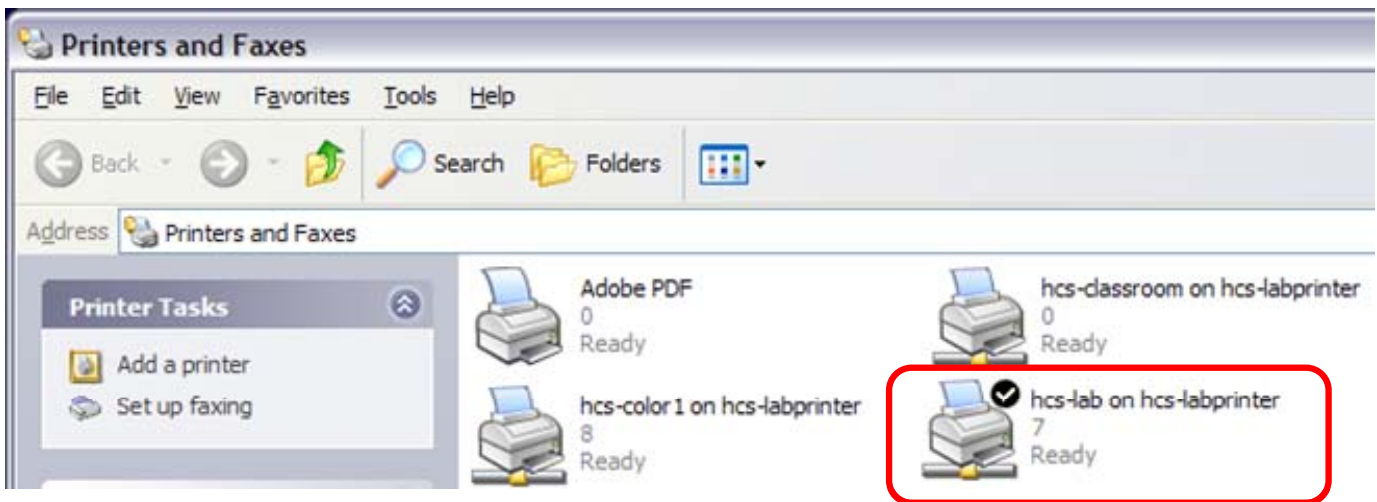 Printers and Faxes
File Edit View Favorites Tools Help
Back Search Folders
Address Printers and Faxes
Printer Tasks
Add a printer
Set up faxing
Adobe PDF
0
Ready
hcs-classroom on hcs-labprinter
0
Ready
hcs-color1 on hcs-labprinter
8
Ready
hcs-lab on hcs-labprinter
7
Ready